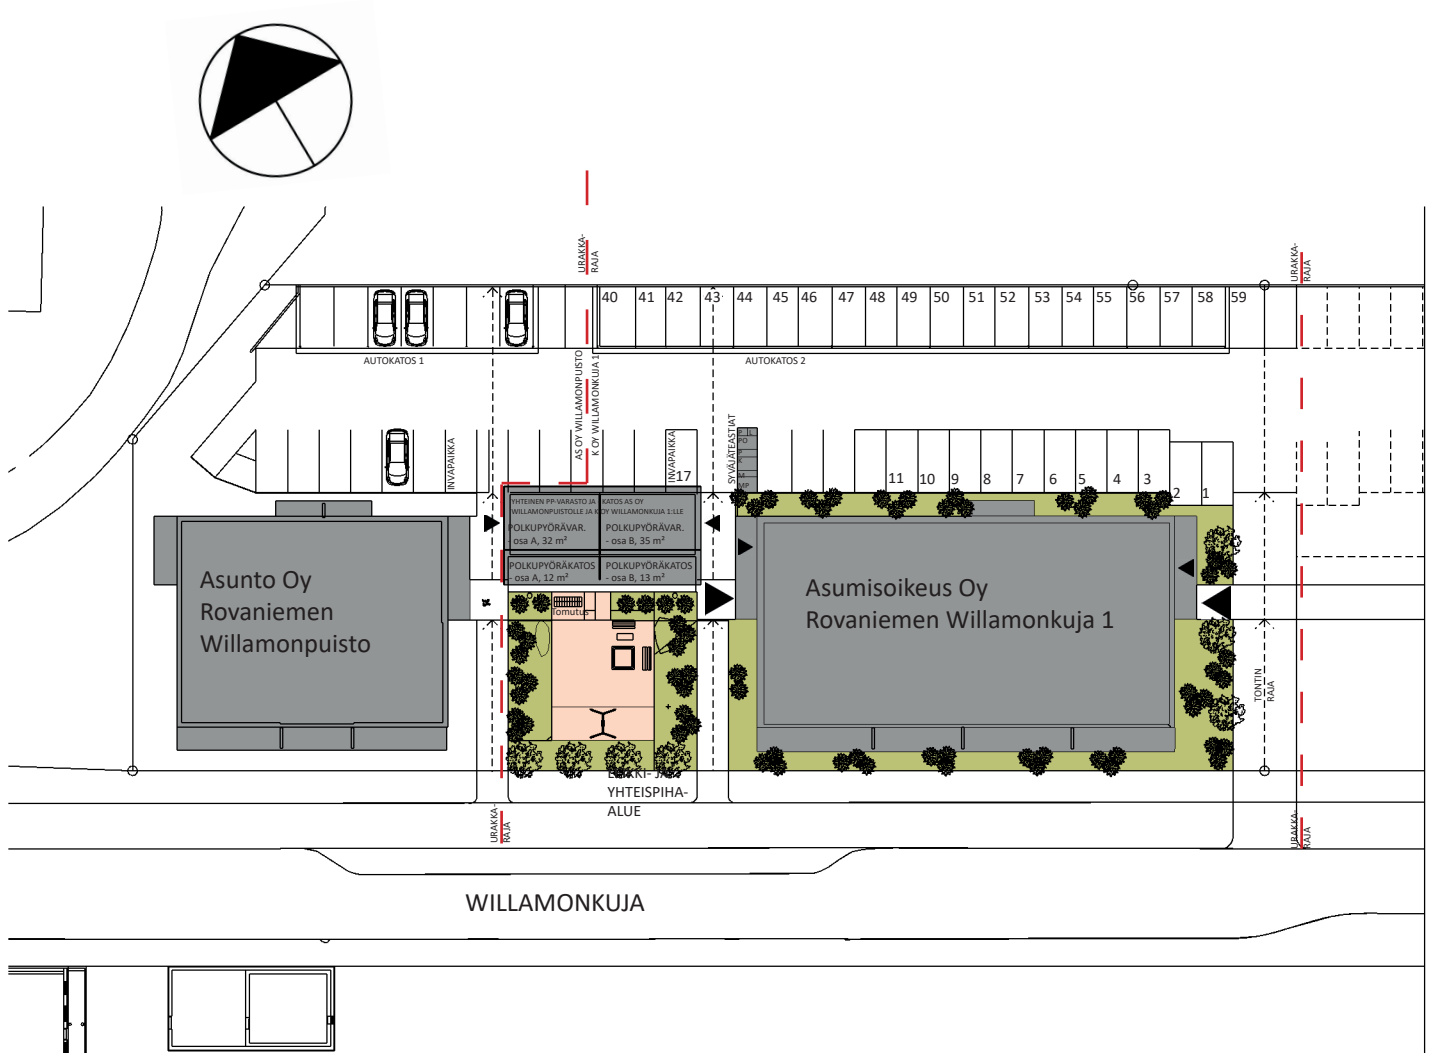 URAKKA-
RAJA
URAKKA-
RAJA
40 41 42 43 44 45 46 47 48 49 50 51 52 53 54 55 56 57 58 59
AUTOKATOS 1
AUTOKATOS 2
AS OY WILLAMONPUISTO
K OY WILLAMONKUJA 1
INVAPAIKKA
INVAPAIKKA
17
SYVÄJÄTEASTIAT
PO
M
MP
11 10 9 8 7 6 5 4 3 2 1
YHTEINEN PP-VARASTO JA KATOS AS OY
WILLAMONPUISTOLLE JA K OY WILLAMONKUJA 1:LLE
POLKUPYÖRÄVAR.
- osa A, 32 m²
POLKUPYÖRÄVAR.
- osa B, 35 m²
POLKUPYÖRÄKATOS
- osa A, 12 m²
POLKUPYÖRÄKATOS
- osa B, 13 m²
Tomutus
Asunto Oy
Rovaniemen
Willamonpuisto
Asumisoikeus Oy
Rovaniemen Willamonkuja 1
TONTIN
RAJA
LEIKKI- JA
YHTEISPIHA-
ALUE
URAKKA-
RAJA
URAKKA-
RAJA
WILLAMONKUJA